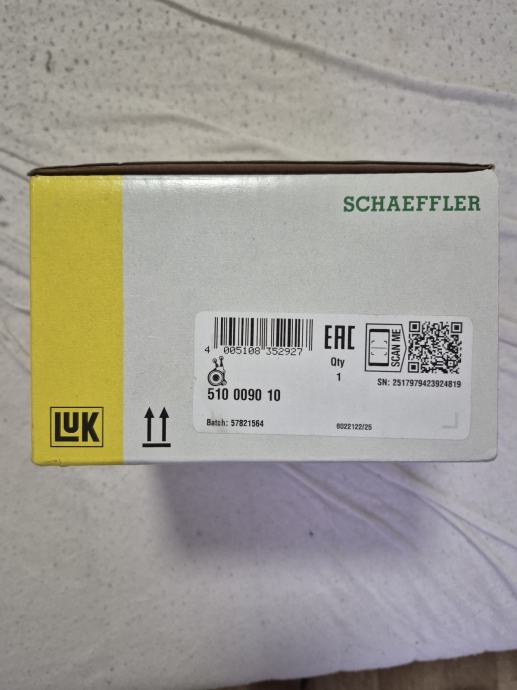 SCHAEFFLER
4 005108 352927
EAC
Qty
1
SCAN ME
SN: 2517979423924819
510 0090 10
Batch: 57821564
6022122/25
LUK